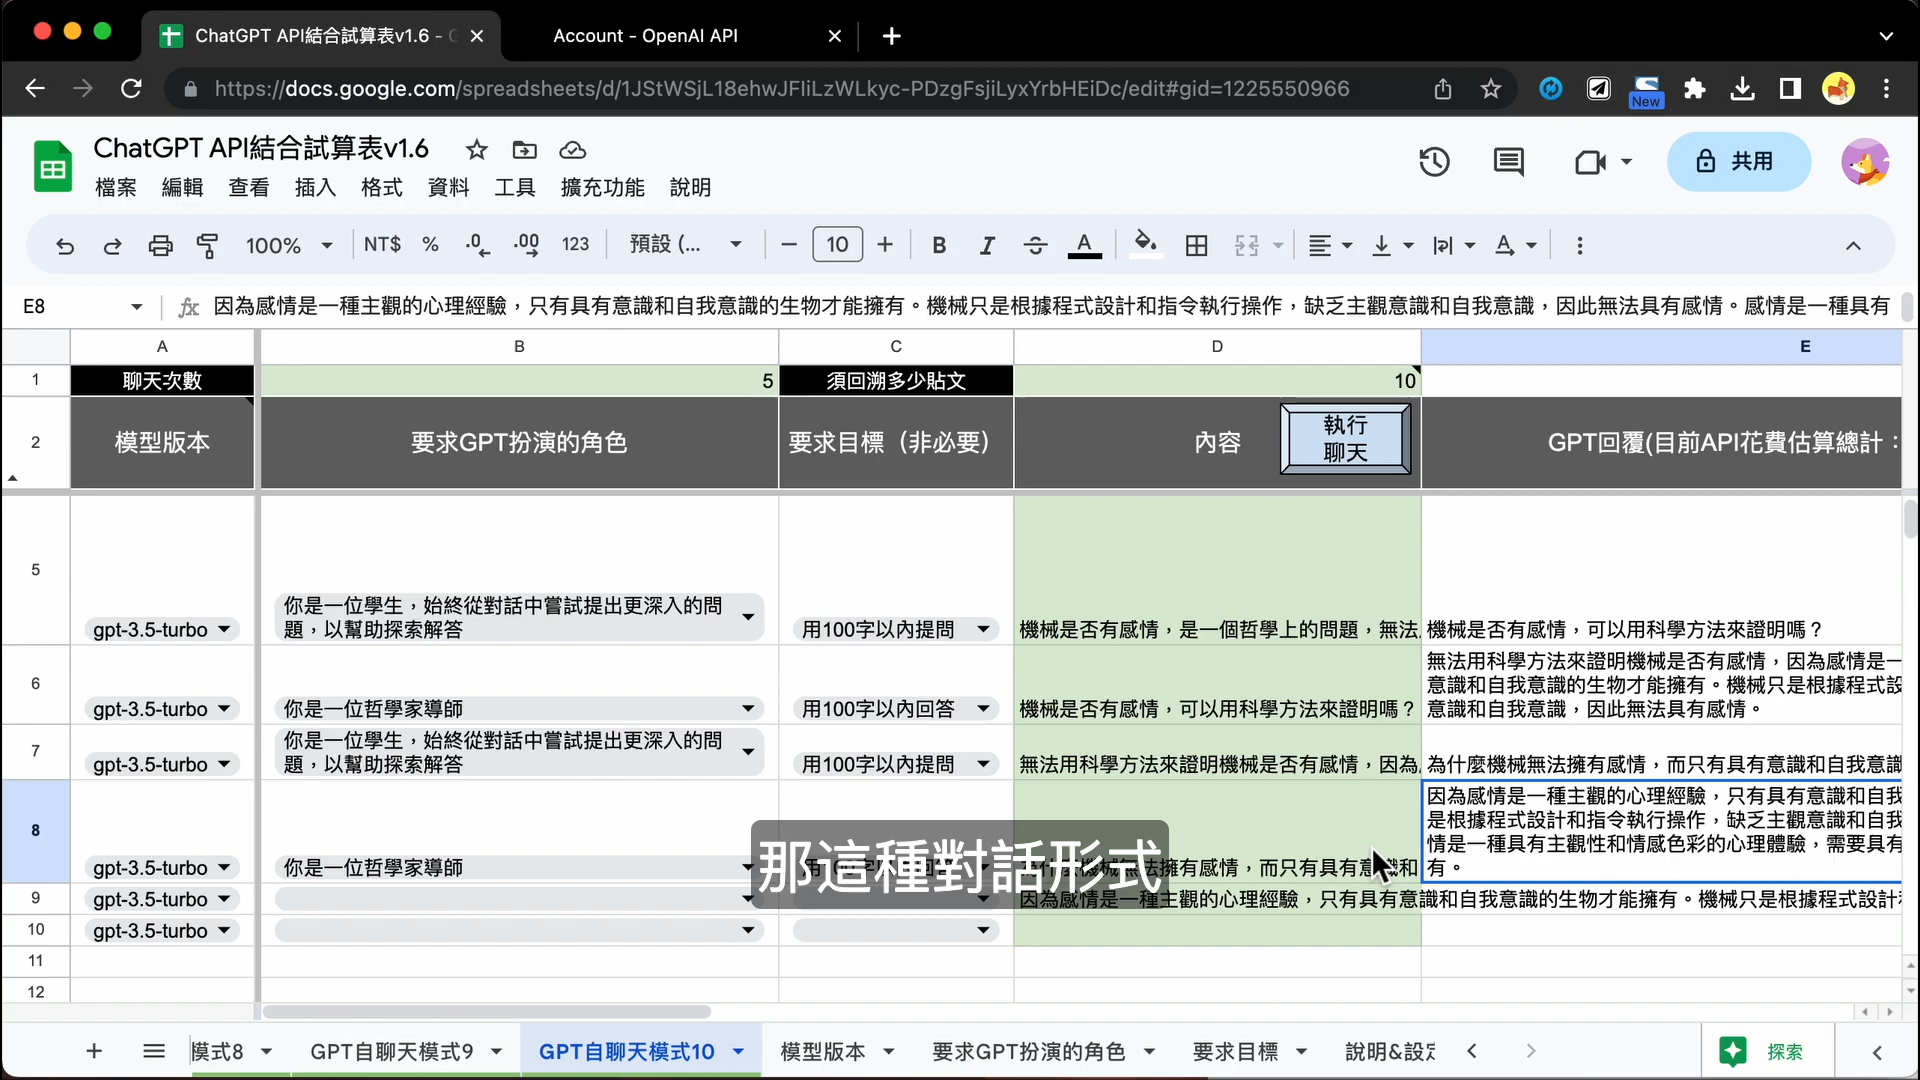 ChatGPT API結合試算表v1.6 -
Account - OpenAI API
https://docs.google.com/spreadsheets/d/1JStWSjL18ehwJFIiLzWLkyc-PDzgFsjiLyxYrbHEiDc/edit#gid=1225550966
New
ChatGPT API結合試算表v1.6
共用
檔案 編輯 查看 插入 格式 資料 工具 擴充功能 說明
100% NT$ % .0 .00 123 預設 (... 10 B I A A
E8 fx 因為感情是一種主觀的心理經驗，只有具有意識和自我意識的生物才能擁有。機械只是根據程式設計和指令執行操作，缺乏主觀意識和自我意識，因此無法具有感情。感情是一種具有
A B C D E
1 聊天次數 5 須回溯多少貼文 10
2 模型版本 要求GPT扮演的角色 要求目標（非必要） 內容 執行 GPT回覆(目前API花費估算總計：
聊天
你是一位學生，始終從對話中嘗試提出更深入的問
5 gpt-3.5-turbo 題，以幫助探索解答 用100字以內提問 機械是否有感情，是一個哲學上的問題，無法 機械是否有感情，可以用科學方法來證明嗎？
無法用科學方法來證明機械是否有感情，因為感情是一
意識和自我意識的生物才能擁有。機械只是根據程式設
6 gpt-3.5-turbo 你是一位哲學家導師 用100字以內回答 機械是否有感情，可以用科學方法來證明嗎？ 意識和自我意識，因此無法具有感情。
你是一位學生，始終從對話中嘗試提出更深入的問
7 gpt-3.5-turbo 題，以幫助探索解答 用100字以內提問 無法用科學方法來證明機械是否有感情，因為 為什麼機械無法擁有感情，而只有具有意識和自我意識
因為感情是一種主觀的心理經驗，只有具有意識和自我
是根據程式設計和指令執行操作，缺乏主觀意識和自我
情是一種具有主觀性和情感色彩的心理體驗，需要具有
8 gpt-3.5-turbo 你是一位哲學家導師 為什麼機械無法擁有感情，而只有具有意識和 有。
那這種對話形式
9 gpt-3.5-turbo 因為感情是一種主觀的心理經驗，只有具有意識和自我意識的生物才能擁有。機械只是根據程式設計
10 gpt-3.5-turbo
11
12
模式8 GPT自聊天模式9 GPT自聊天模式10 模型版本 要求GPT扮演的角色 要求目標 說明&設定 探索